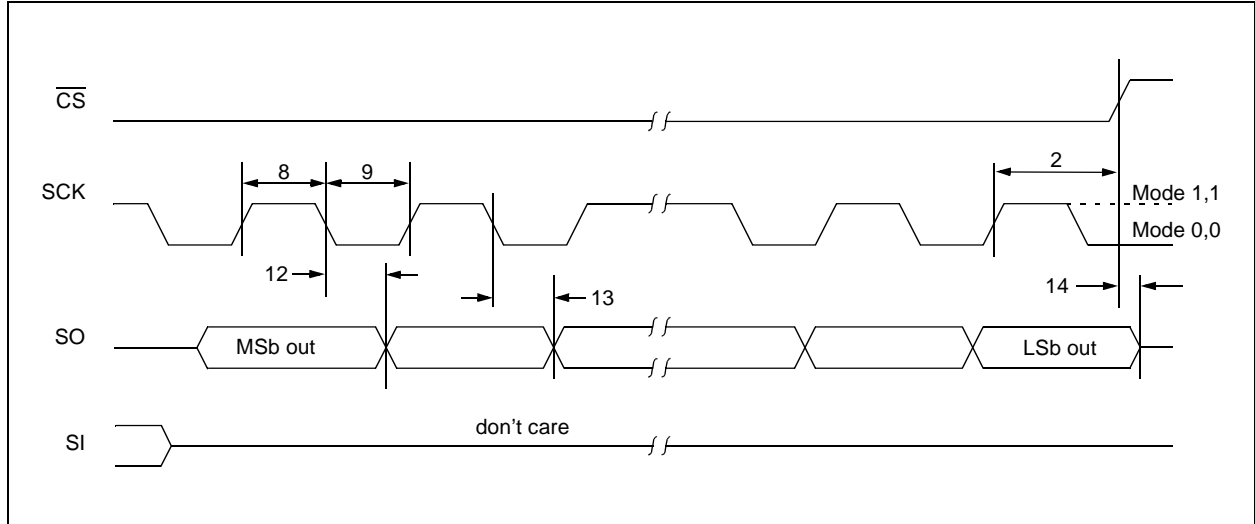 CS
2
8
9
SCK
Mode 1,1
Mode 0,0
12
13
14
SO
MSb out
LSb out
don't care
SI